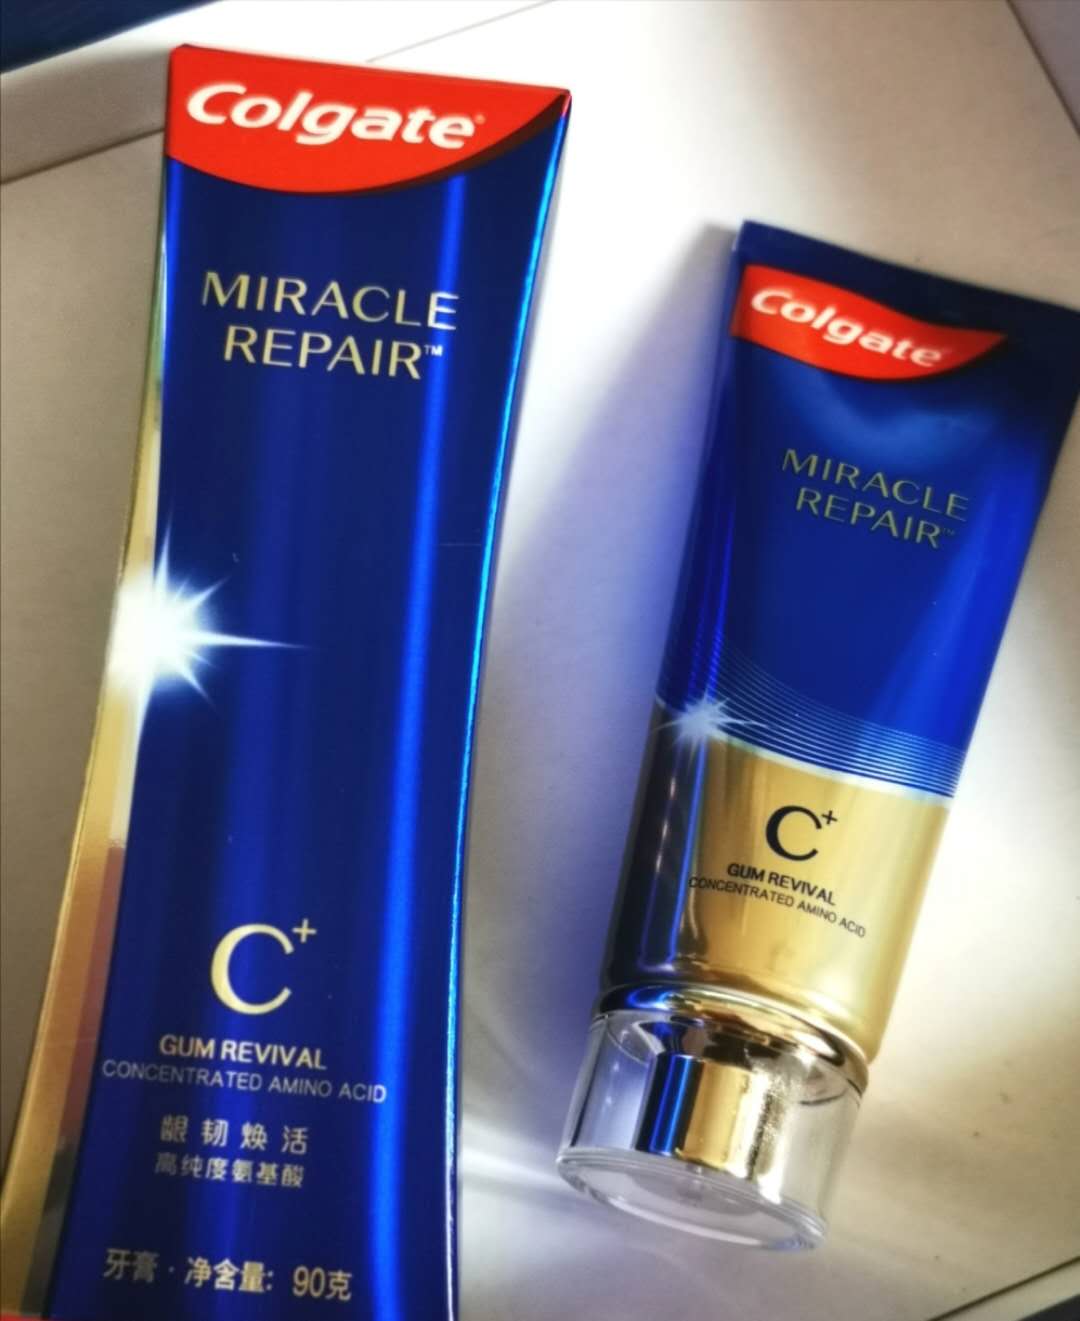 Colgate®
MIRACLE
REPAIR™
C+
GUM REVIVAL
CONCENTRATED AMINO ACID
龈韧焕活
高纯度氨基酸
牙膏·净含量: 90克
Colgate
MIRACLE
REPAIR™
C+
GUM REVIVAL
CONCENTRATED AMINO ACID